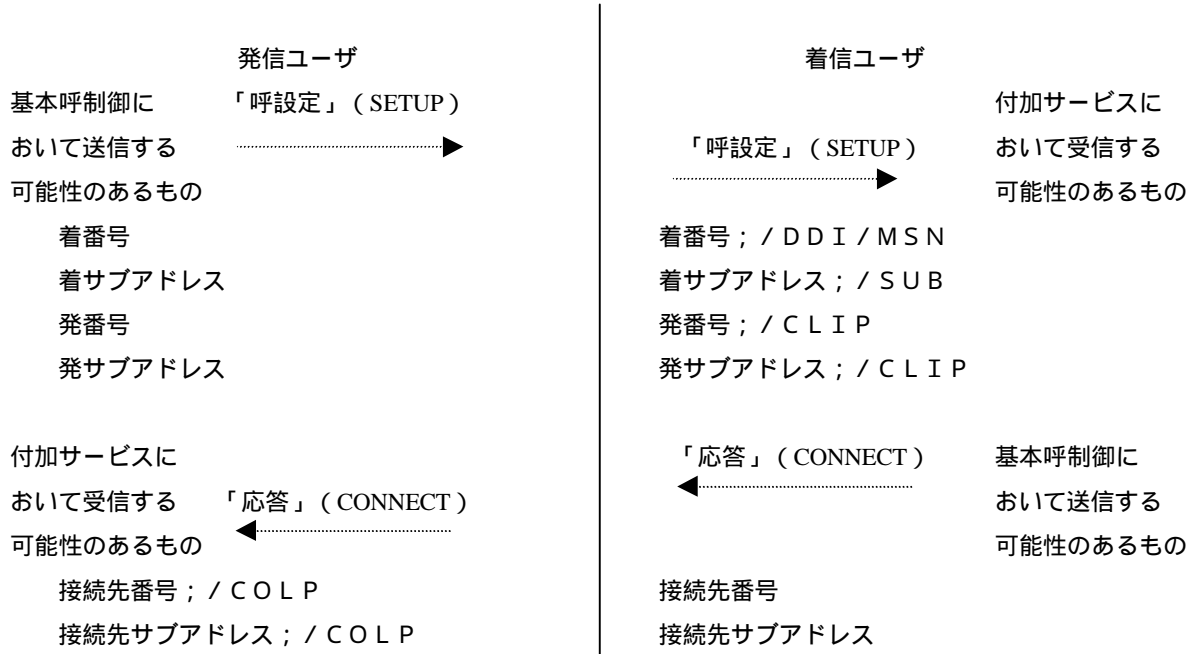 発信ユーザ
基本呼制御に 「呼設定」(SETUP)
おいて送信する
可能性のあるもの
着番号
着サブアドレス
発番号
発サブアドレス
付加サービスに
おいて受信する 「応答」(CONNECT)
可能性のあるもの
接続先番号;/COLP
接続先サブアドレス;/COLP
着信ユーザ
付加サービスに
「呼設定」(SETUP) おいて受信する
可能性のあるもの
着番号;/DDI/MSN
着サブアドレス;/SUB
発番号;/CLIP
発サブアドレス;/CLIP
「応答」(CONNECT) 基本呼制御に
おいて送信する
可能性のあるもの
接続先番号
接続先サブアドレス